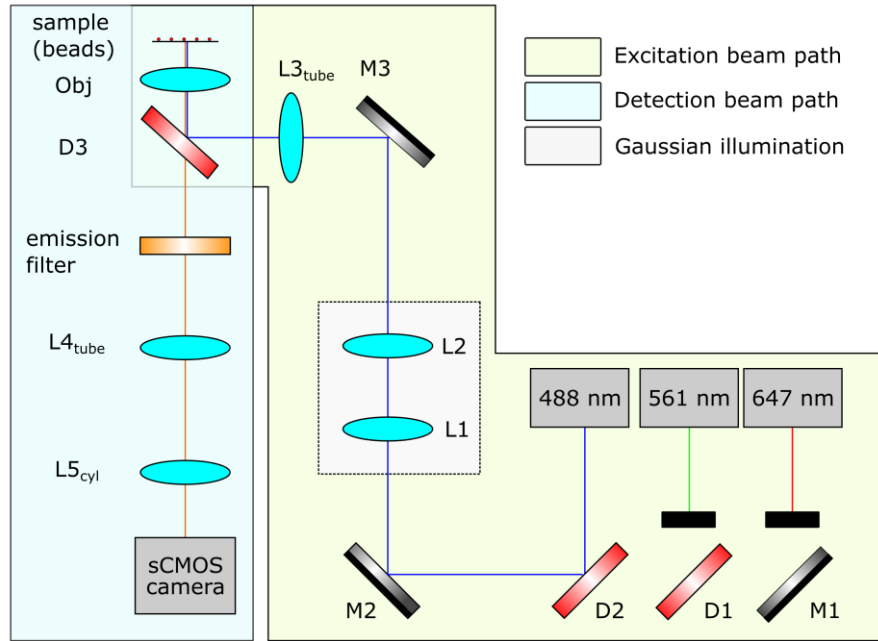 sample
(beads)
Obj
D3
L3tube
M3
Excitation beam path
Detection beam path
Gaussian illumination
emission
filter
L4tube
L2
L1
L5cyl
488 nm
561 nm
647 nm
sCMOS
camera
M2
D2
D1
M1